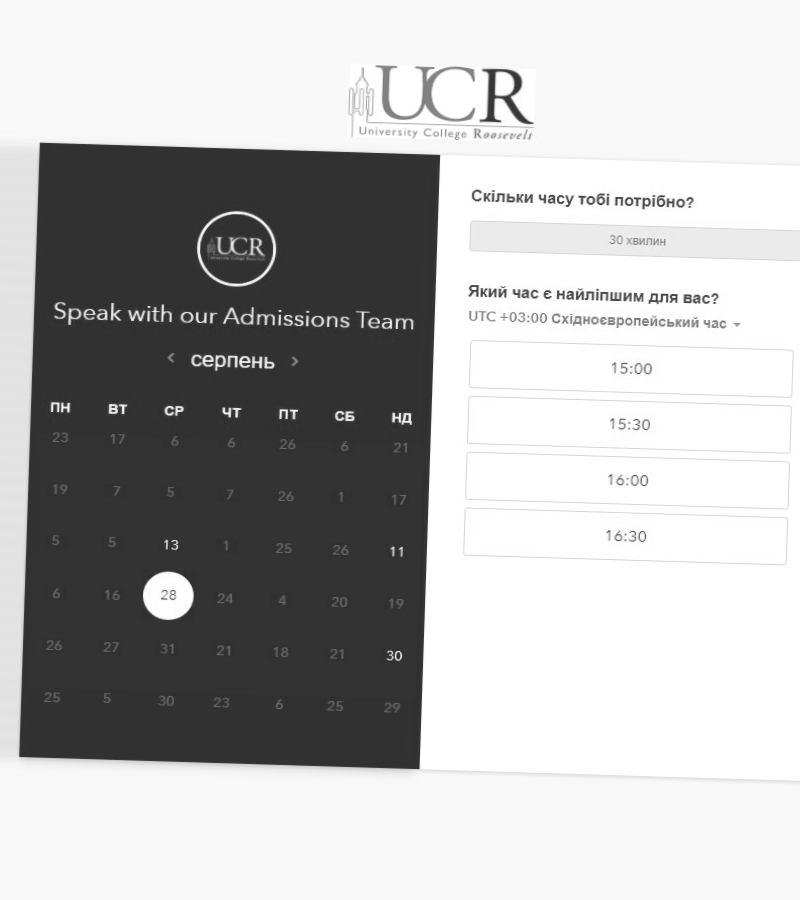 UCR
University College Roosevelt
UCR
University College Roosevelt
Speak with our Admissions Team
серпень
ПН ВТ СР ЧТ ПТ СБ НД
23 17 6 6 26 6 21
19 7 5 7 26 1 17
5 5 13 1 25 26 11
6 16 28 24 4 20 19
26 27 31 21 18 21 30
25 5 30 23 6 25 29
Скільки часу тобі потрібно?
30 хвилин
Який час є найліпшим для вас?
UTC +03:00 Східноєвропейський час
15:00
15:30
16:00
16:30